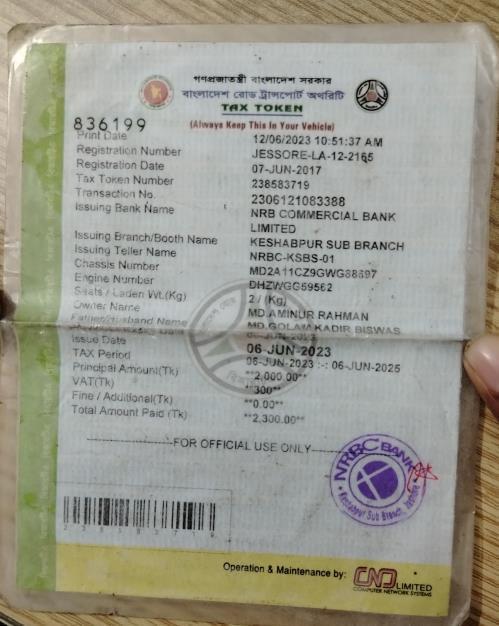 গণপ্রজাতন্ত্রী বাংলাদেশ সরকার
বাংলাদেশ রোড ট্রান্সপোর্ট অথরিটি
TAX TOKEN
(Always Keep This In Your Vehicle)
836199
Print Date 12/06/2023 10:51:37 AM
Registration Number JESSORE-LA-12-2165
Registration Date 07-JUN-2017
Tax Token Number 238583719
Transaction No. 2306121083388
Issuing Bank Name NRB COMMERCIAL BANK
LIMITED
Issuing Branch/Booth Name KESHABPUR SUB BRANCH
Issuing Teller Name NRBC-KSBS-01
Chassis Number MD2A11CZ9GWG88697
Engine Number DHZWGG59562
Seats / Laden Wt.(Kg) 2 / (Kg)
Owner Name MD.AMINUR RAHMAN
Father/Husband Name MD.GOLAM KADIR BISWAS
Issue Date 06-JUN-2023
TAX Period 06-JUN-2023 :-: 06-JUN-2025
Principal Amount(Tk) **2,000.00**
VAT(Tk) **300**
Fine / Additional(Tk) **0.00**
Total Amount Paid (Tk) **2,300.00**
FOR OFFICIAL USE ONLY
NRBC BANK
Keshabpur Sub Branch, Jashore
238583719
Operation & Maintenance by: CNS LIMITED
COMPUTER NETWORK SYSTEMS